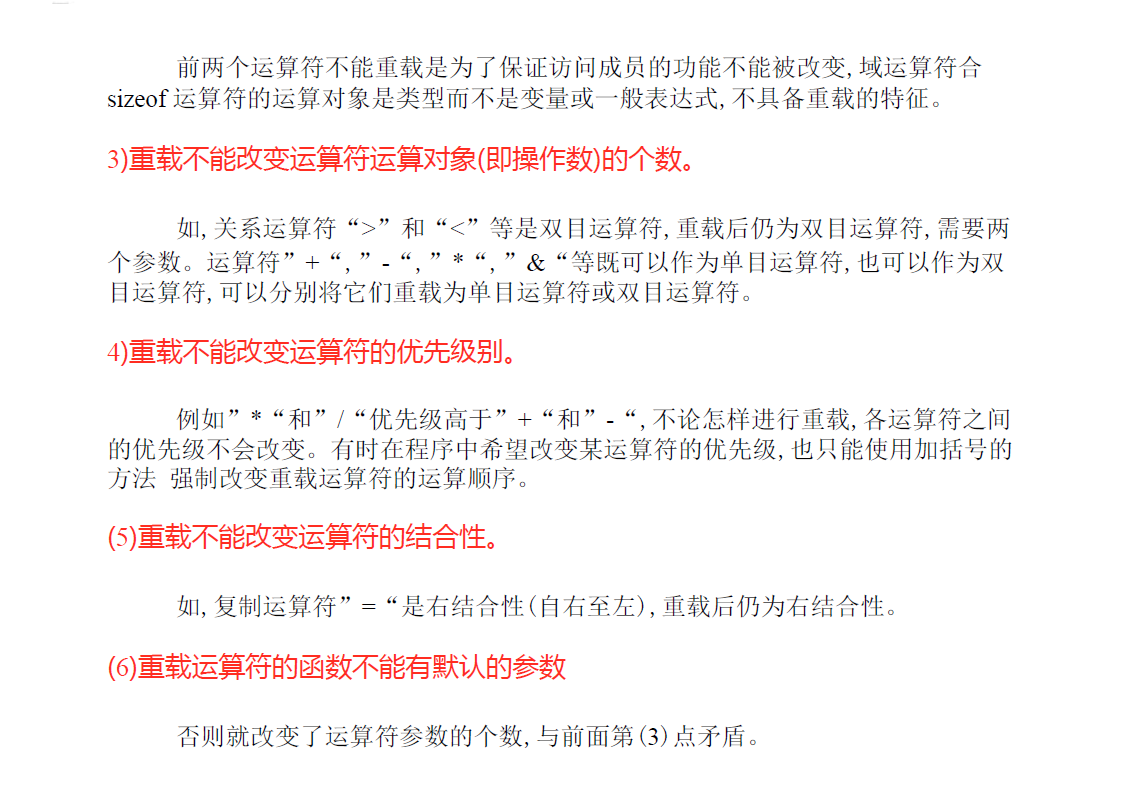 前两个运算符不能重载是为了保证访问成员的功能不能被改变,域运算符合
sizeof 运算符的运算对象是类型而不是变量或一般表达式,不具备重载的特征。
3)重载不能改变运算符运算对象(即操作数)的个数。
如,关系运算符“>”和“<”等是双目运算符,重载后仍为双目运算符,需要两
个参数。运算符”+“,”-“,”*“,”&“等既可以作为单目运算符,也可以作为双
目运算符,可以分别将它们重载为单目运算符或双目运算符。
4)重载不能改变运算符的优先级别。
例如”*“和”/“优先级高于”+“和”-“,不论怎样进行重载,各运算符之间
的优先级不会改变。有时在程序中希望改变某运算符的优先级,也只能使用加括号的
方法 强制改变重载运算符的运算顺序。
(5)重载不能改变运算符的结合性。
如,复制运算符”=“是右结合性(自右至左),重载后仍为右结合性。
(6)重载运算符的函数不能有默认的参数
否则就改变了运算符参数的个数,与前面第(3)点矛盾。